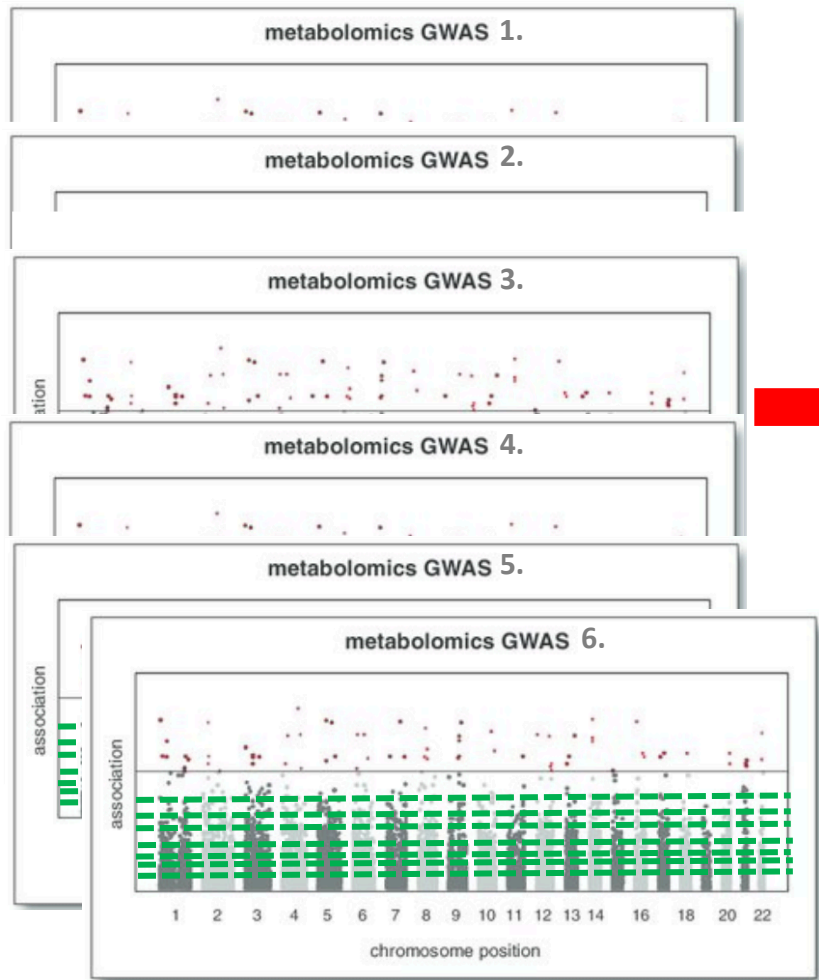 metabolomics GWAS 1.
metabolomics GWAS 2.
metabolomics GWAS 3.
metabolomics GWAS 4.
metabolomics GWAS 5.
association
metabolomics GWAS 6.
association
1 2 3 4 5 6 7 8 9 10 11 12 13 14 16 18 20 22
chromosome position